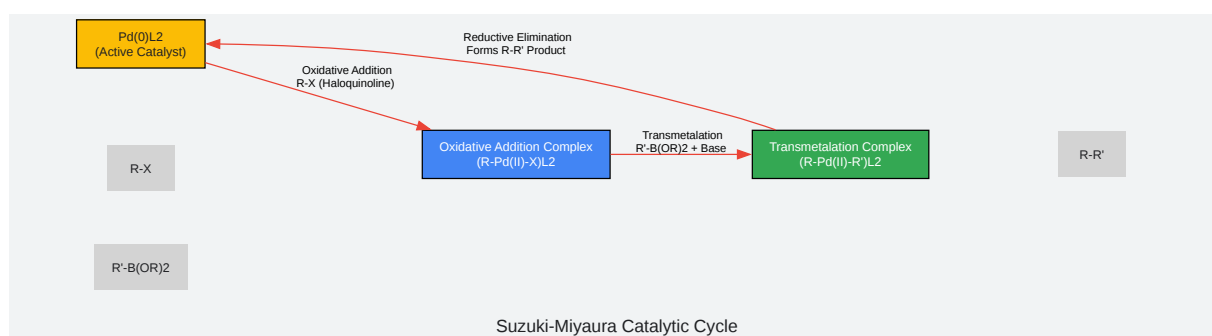 Pd(0)L2
(Active Catalyst)
Reductive Elimination
Forms R-R' Product
Oxidative Addition
R-X (Haloquinoline)
Oxidative Addition Complex
(R-Pd(II)-X)L2
Transmetalation
R'-B(OR)2 + Base
Transmetalation Complex
(R-Pd(II)-R')L2
R-R'
R-X
R'-B(OR)2
Suzuki-Miyaura Catalytic Cycle